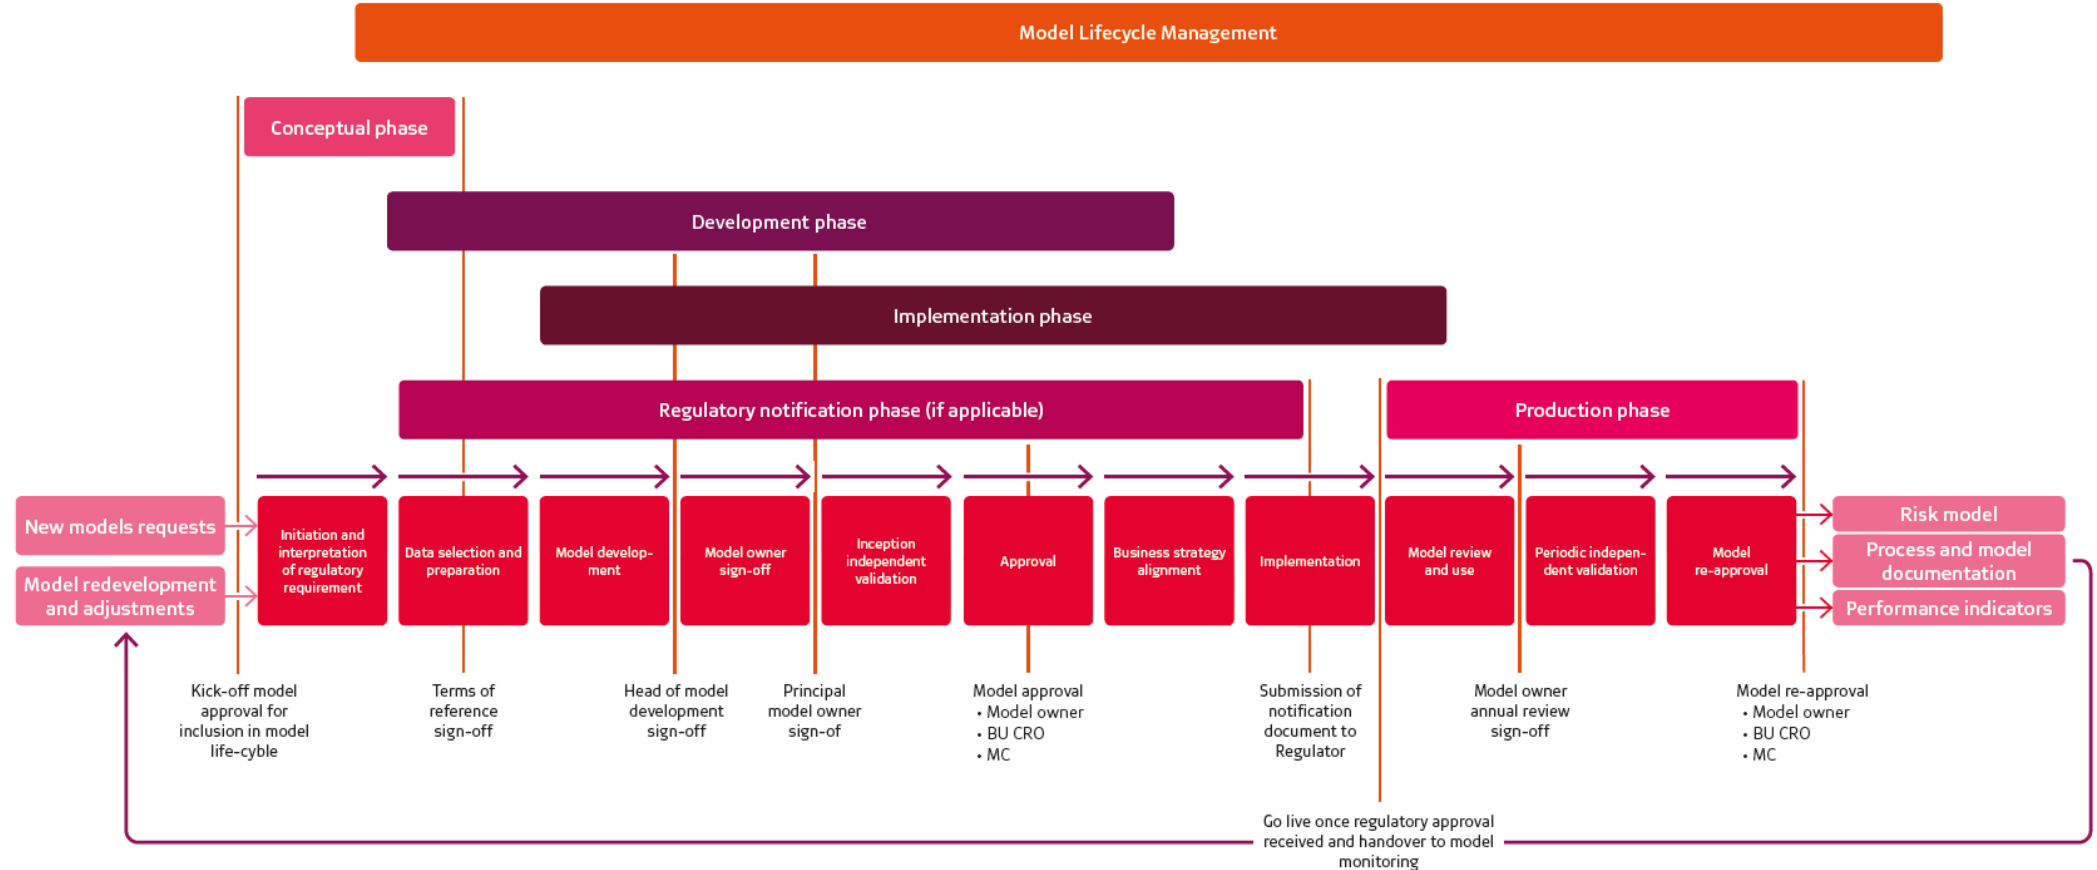 Model Lifecycle Management
Conceptual phase
Development phase
Implementation phase
Regulatory notification phase (if applicable)
Production phase
New models requests
Model redevelopment
and adjustments
Initiation and
interpretation
of regulatory
requirement
Data selection and
preparation
Model develop-
ment
Model owner
sign-off
Inception
independent
validation
Approval
Business strategy
alignment
Implementation
Model review
and use
Periodic indepen-
dent validation
Model
re-approval
Risk model
Process and model
documentation
Performance indicators
Kick-off model
approval for
inclusion in model
life-cyble
Terms of
reference
sign-off
Head of model
development
sign-off
Principal
model owner
sign-of
Model approval
• Model owner
• BU CRO
• MC
Submission of
notification
document to
Regulator
Model owner
annual review
sign-off
Model re-approval
• Model owner
• BU CRO
• MC
Go live once regulatory approval
received and handover to model
monitoring